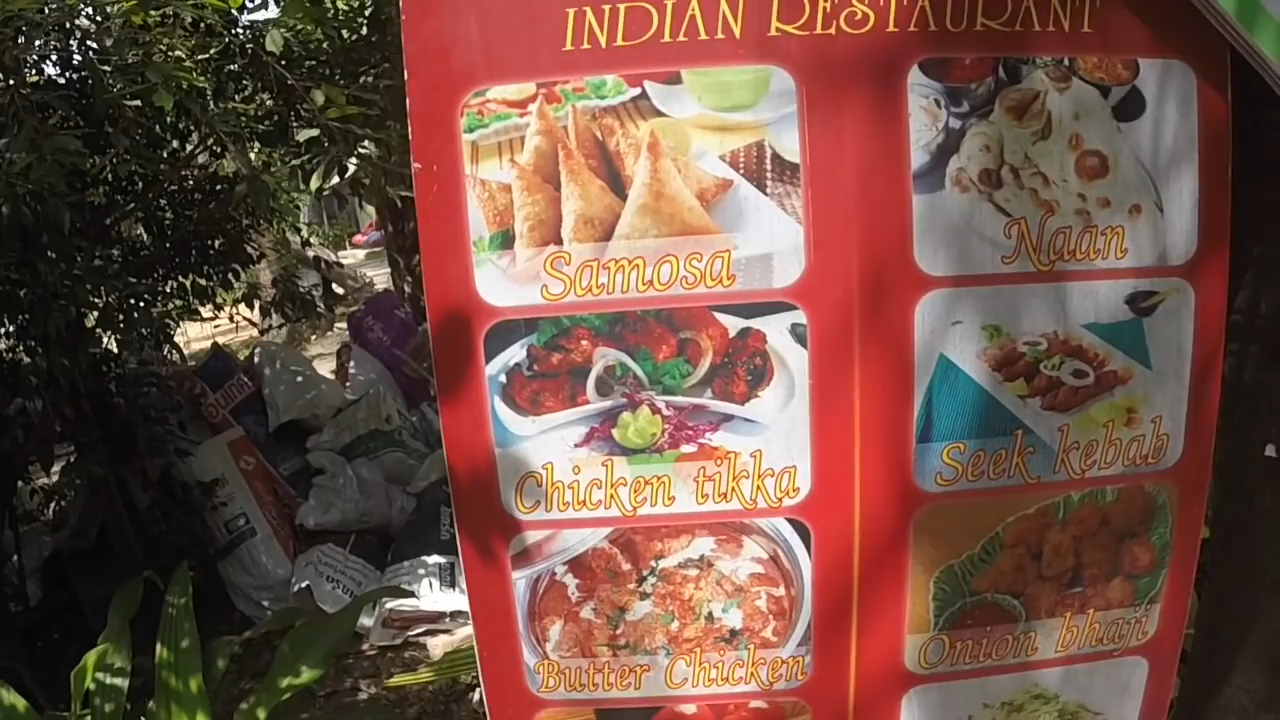 INDIAN RESTAURANT
Samosa
Naan
Chicken tikka
Seek kebab
Butter Chicken
Onion bhaji